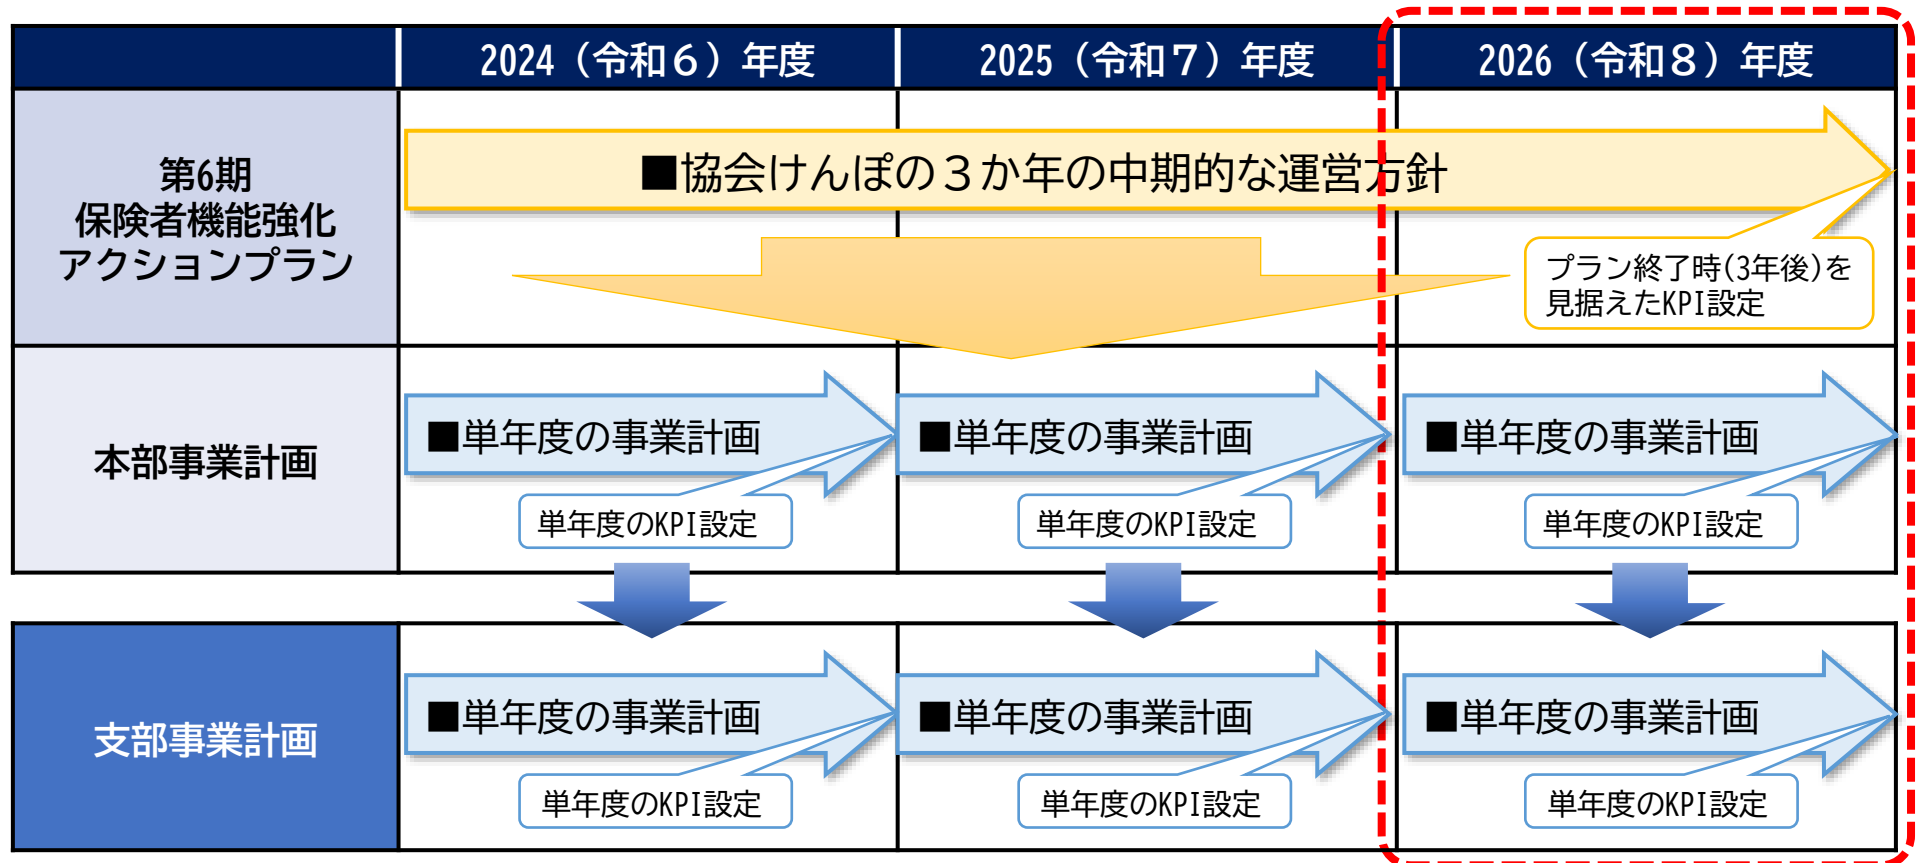 2024（令和６）年度
2025（令和７）年度
2026（令和８）年度
第6期
保険者機能強化
アクションプラン
■協会けんぽの３か年の中期的な運営方針
プラン終了時(3年後)を
見据えたKPI設定
本部事業計画
■単年度の事業計画
■単年度の事業計画
■単年度の事業計画
単年度のKPI設定
単年度のKPI設定
単年度のKPI設定
支部事業計画
■単年度の事業計画
■単年度の事業計画
■単年度の事業計画
単年度のKPI設定
単年度のKPI設定
単年度のKPI設定